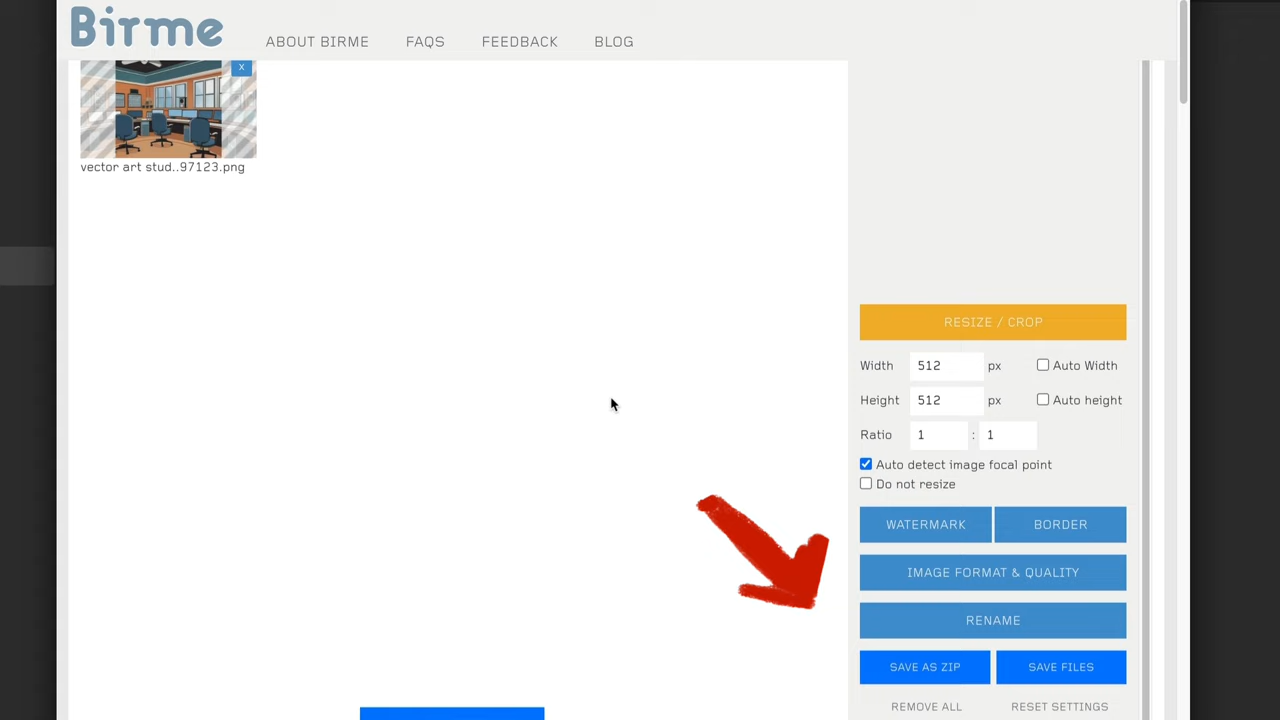 Birme
ABOUT BIRME FAQS FEEDBACK BLOG
X
vector art stud..97123.png
RESIZE / CROP
Width 512 px Auto Width
Height 512 px Auto height
Ratio 1 : 1
Auto detect image focal point
Do not resize
WATERMARK BORDER
IMAGE FORMAT & QUALITY
RENAME
SAVE AS ZIP SAVE FILES
REMOVE ALL RESET SETTINGS